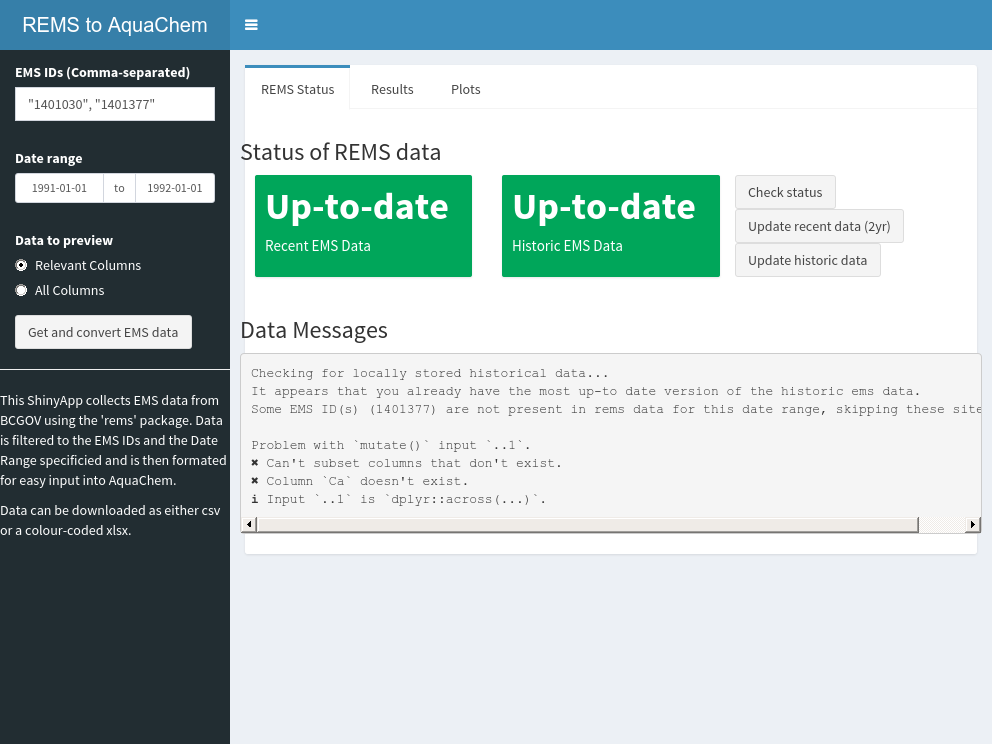 REMS to AquaChem
EMS IDs (Comma-separated)
"1401030", "1401377"
Date range
1991-01-01 to 1992-01-01
Data to preview
Relevant Columns
All Columns
Get and convert EMS data
This ShinyApp collects EMS data from
BCGOV using the 'rems' package. Data
is filtered to the EMS IDs and the Date
Range specificied and is then formated
for easy input into AquaChem.
Data can be downloaded as either csv
or a colour-coded xlsx.
REMS Status Results Plots
Status of REMS data
Up-to-date
Recent EMS Data
Up-to-date
Historic EMS Data
Check status
Update recent data (2yr)
Update historic data
Data Messages
Checking for locally stored historical data...
It appears that you already have the most up-to date version of the historic ems data.
Some EMS ID(s) (1401377) are not present in rems data for this date range, skipping these site
Problem with `mutate()` input `..1`.
✖ Can't subset columns that don't exist.
✖ Column `Ca` doesn't exist.
i Input `..1` is `dplyr::across(...)`.